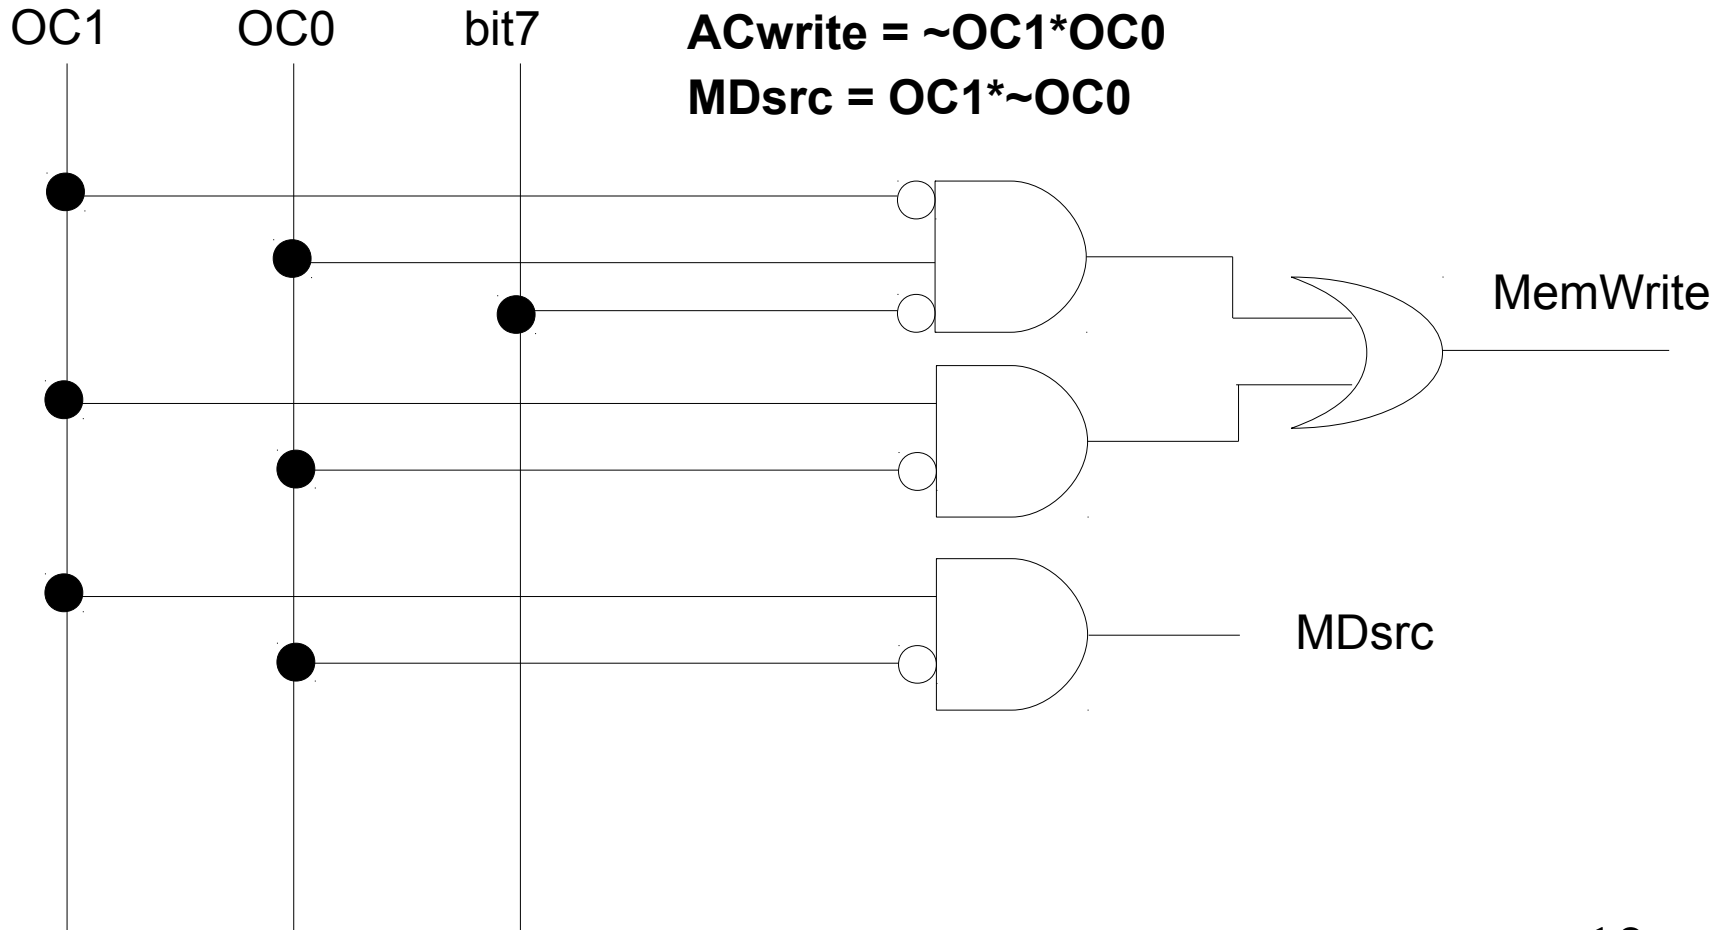 OC1 OC0 bit7 ACwrite = ~OC1*OC0
MDsrc = OC1*~OC0
MemWrite
MDsrc